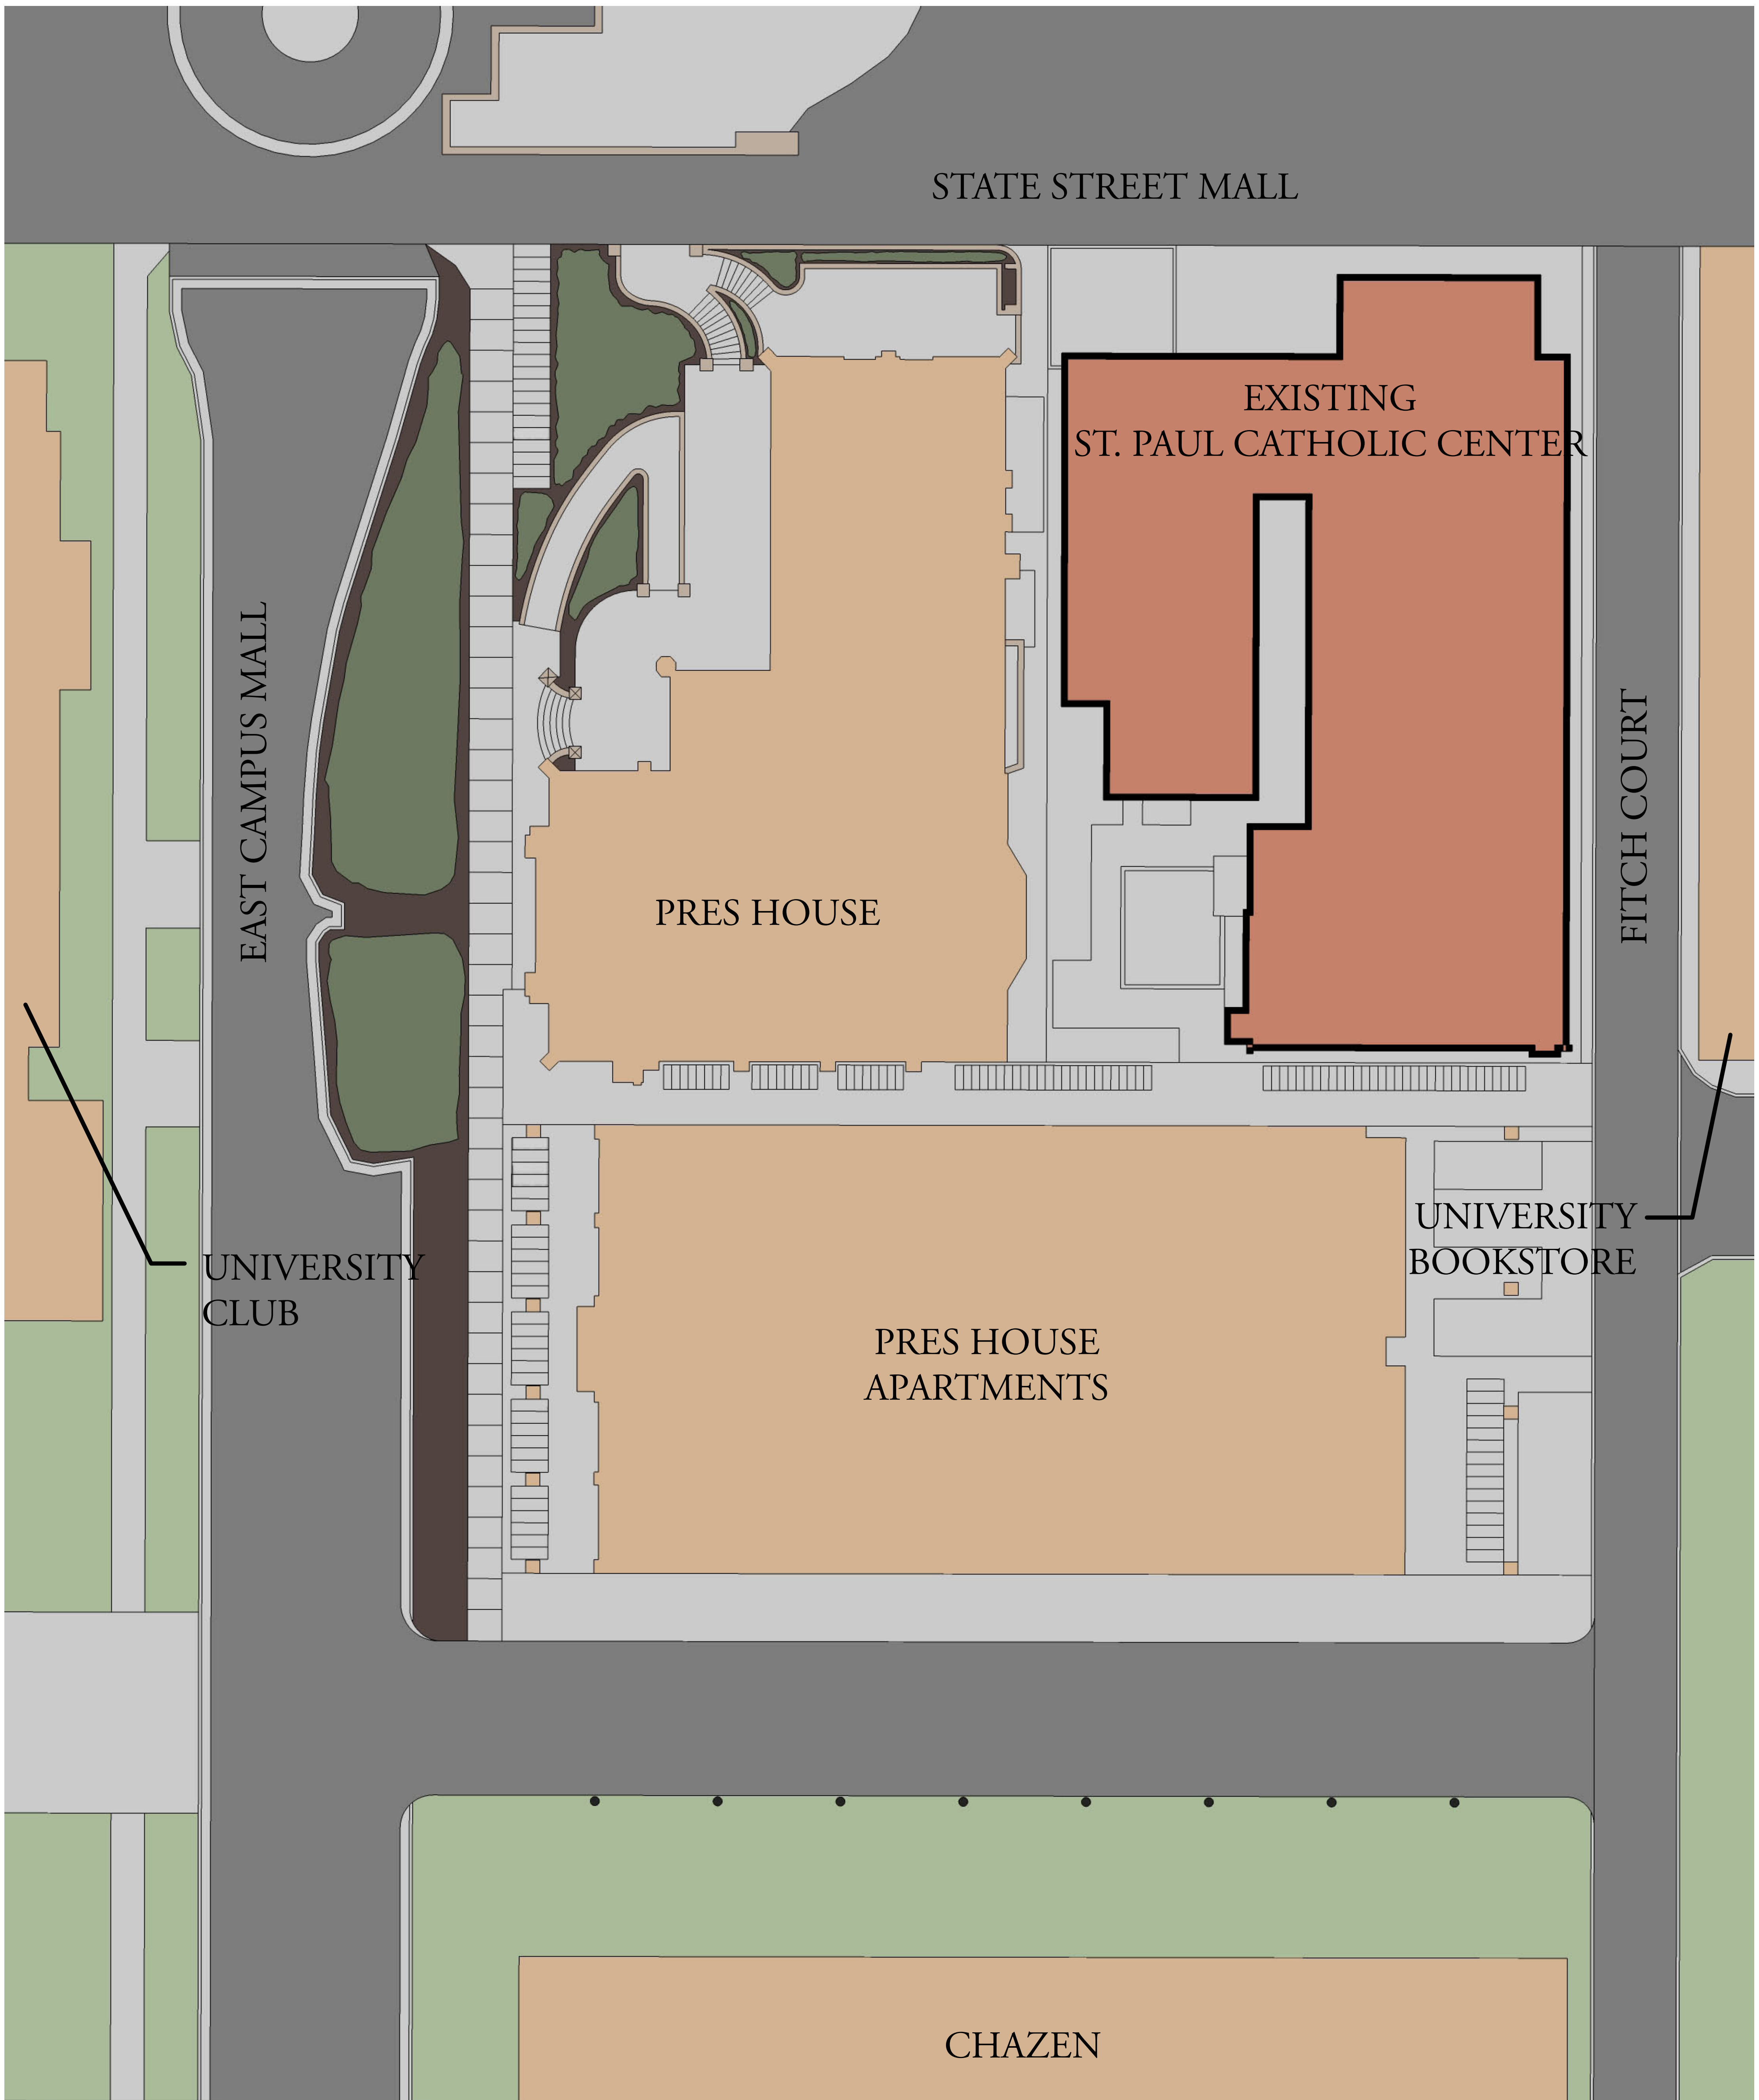 STATE STREET MALL
EXISTING
ST. PAUL CATHOLIC CENTER
EAST CAMPUS MALL
FITCH COURT
PRES HOUSE
UNIVERSITY
BOOKSTORE
UNIVERSITY
CLUB
PRES HOUSE
APARTMENTS
CHAZEN